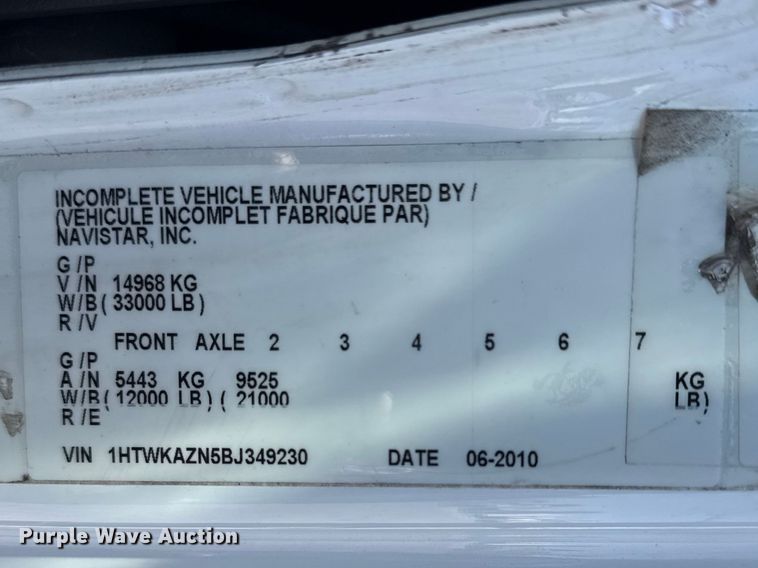 INCOMPLETE VEHICLE MANUFACTURED BY /
(VEHICULE INCOMPLET FABRIQUE PAR)
NAVISTAR, INC.
G /P
V /N 14968 KG
W/B ( 33000 LB )
R /V
FRONT AXLE 2 3 4 5 6 7
G /P
A /N 5443 KG 9525 KG
W/B (12000 LB) ( 21000 LB)
R /E
VIN 1HTWKAZN5BJ349230 DATE 06-2010
Purple Wave Auction